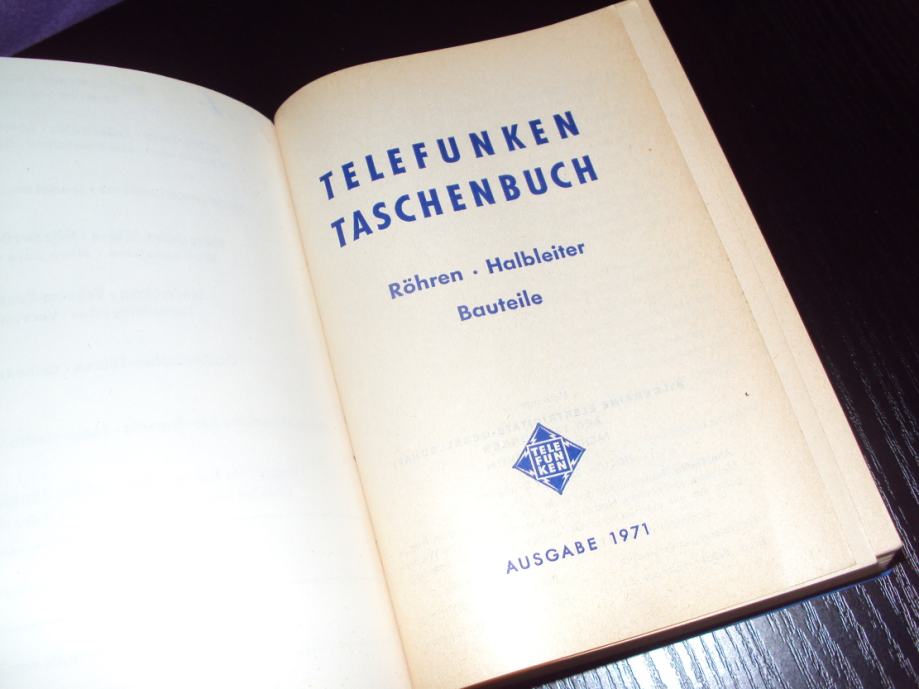 TELEFUNKEN
TASCHENBUCH
Röhren · Halbleiter
Bauteile
TELE
FUN
KEN
AUSGABE 1971